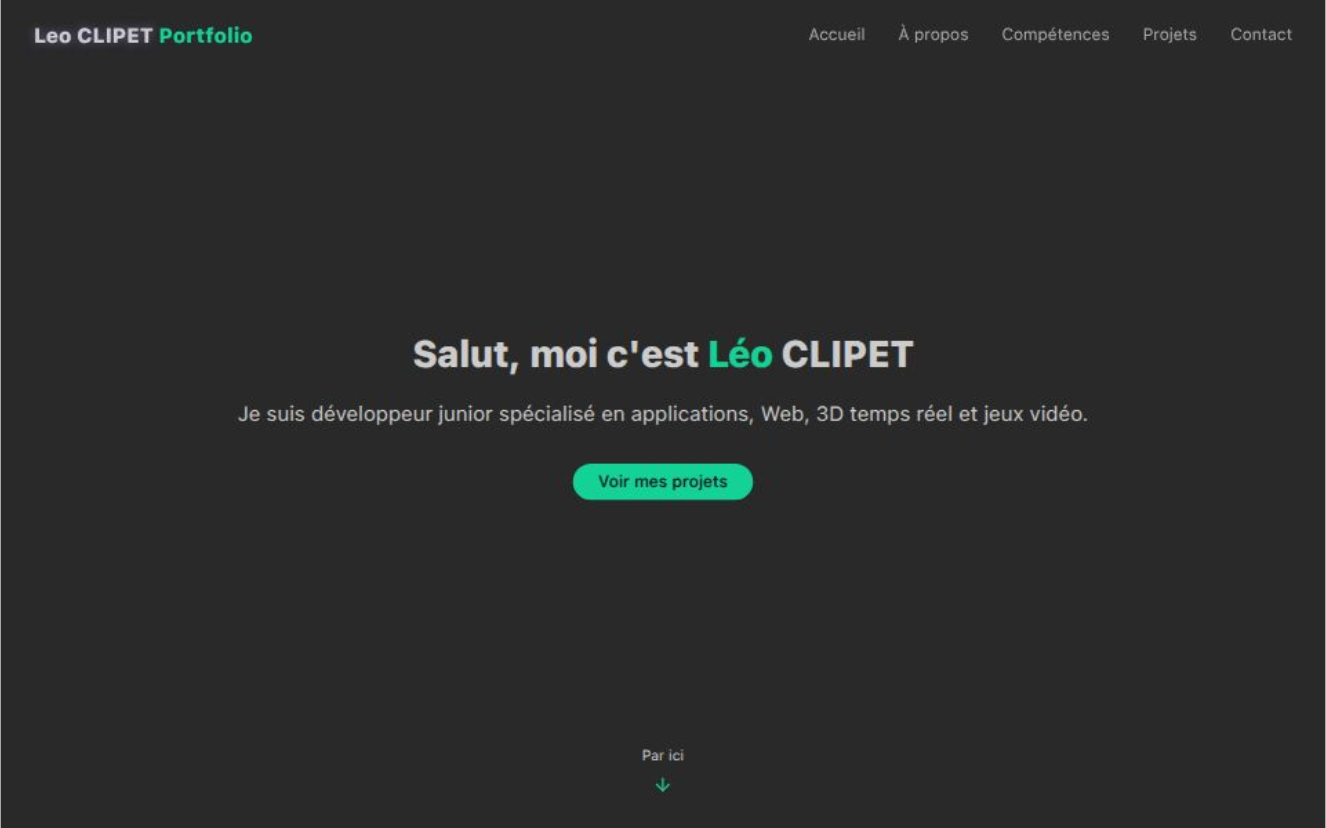 Leo CLIPET Portfolio
Accueil À propos Compétences Projets Contact
Salut, moi c'est Léo CLIPET
Je suis développeur junior spécialisé en applications, Web, 3D temps réel et jeux vidéo.
Voir mes projets
Par ici